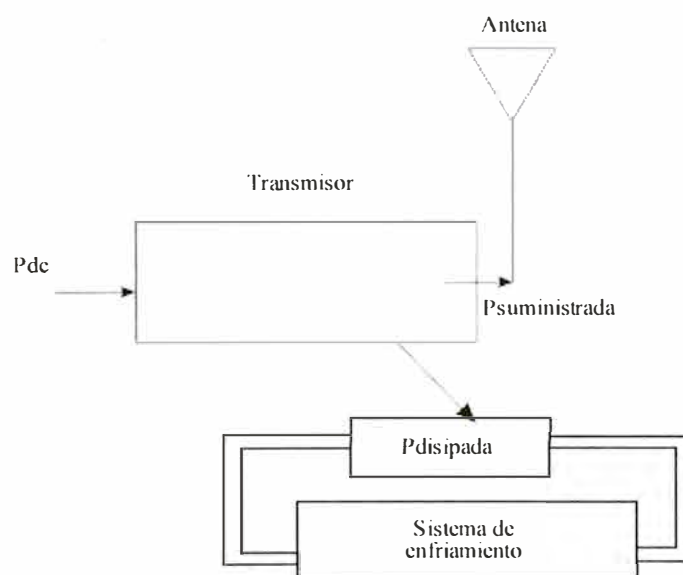 Antena
Transmisor
Pdc
Psuministrada
Pdisipada
Sistema de
enfriamiento